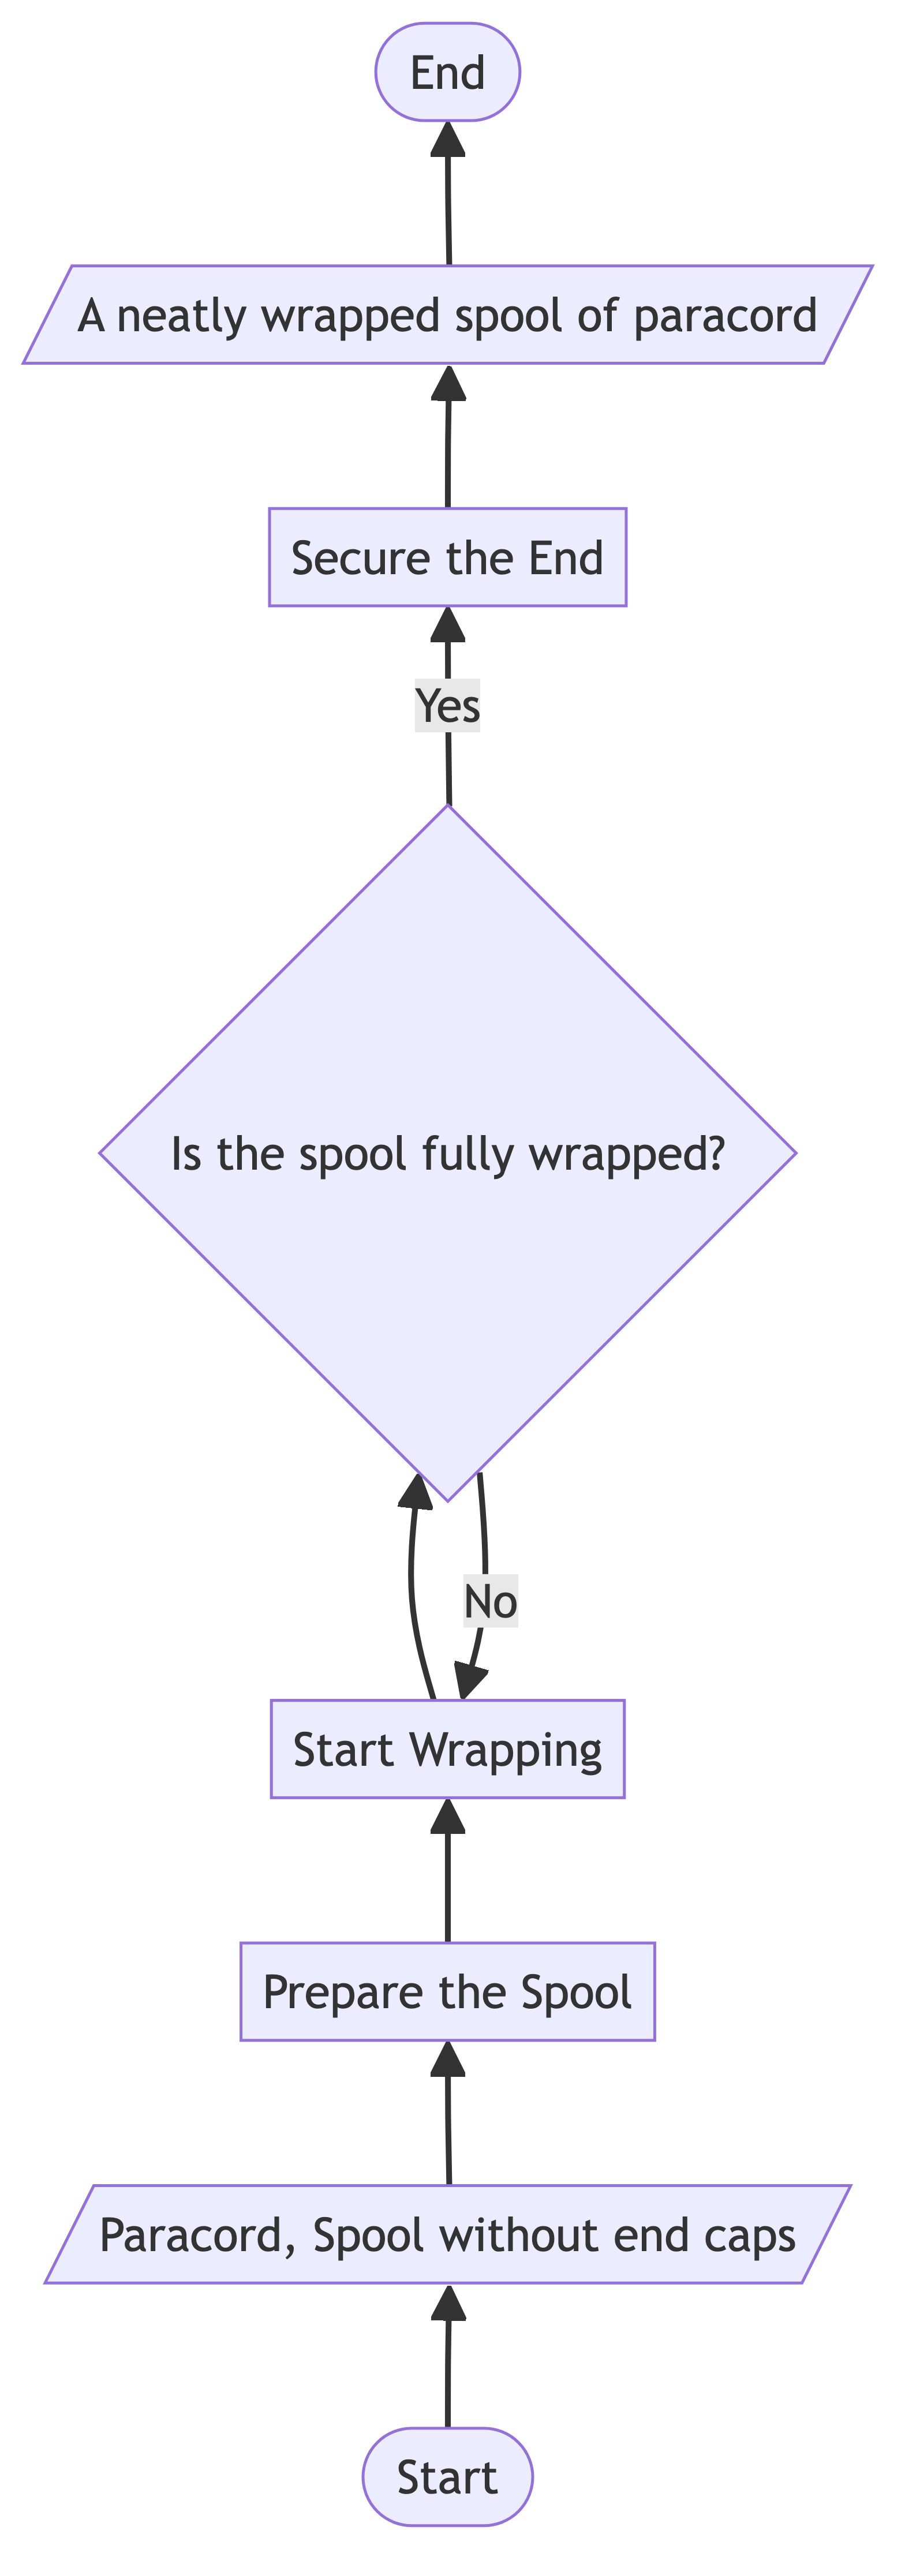 End
A neatly wrapped spool of paracord
Secure the End
Yes
Is the spool fully wrapped?
No
Start Wrapping
Prepare the Spool
Paracord, Spool without end caps
Start